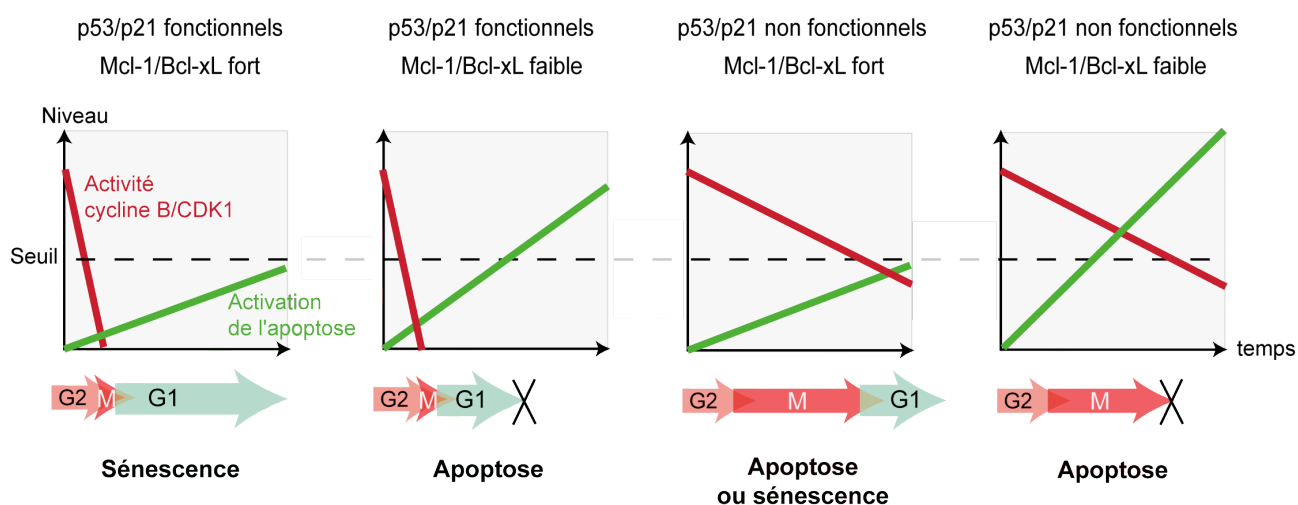 p53/p21 fonctionnels
Mcl-1/Bcl-xL fort
p53/p21 fonctionnels
Mcl-1/Bcl-xL faible
p53/p21 non fonctionnels
Mcl-1/Bcl-xL fort
p53/p21 non fonctionnels
Mcl-1/Bcl-xL faible
Niveau
Activité
cycline B/CDK1
Seuil
Activation
de l'apoptose
temps
G2 M G1
G2 M G1
G2 M G1
G2 M
Sénescence
Apoptose
Apoptose
ou sénescence
Apoptose